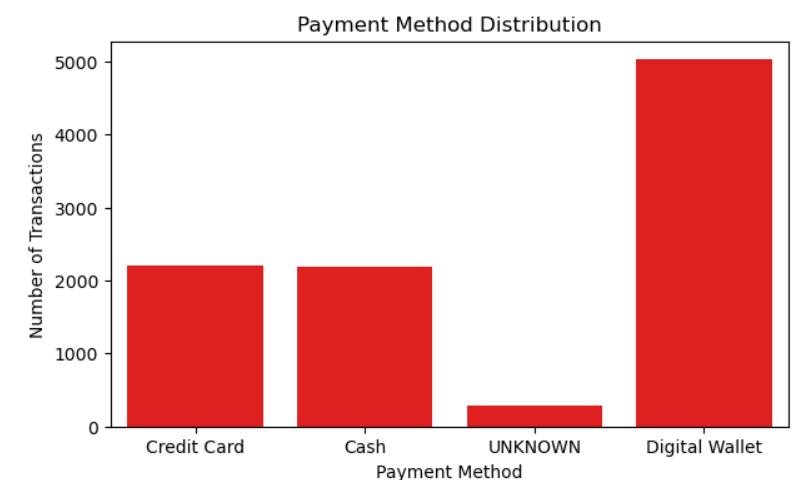 Payment Method Distribution
5000
4000
3000
2000
1000
0
Number of Transactions
Credit Card
Cash
UNKNOWN
Digital Wallet
Payment Method